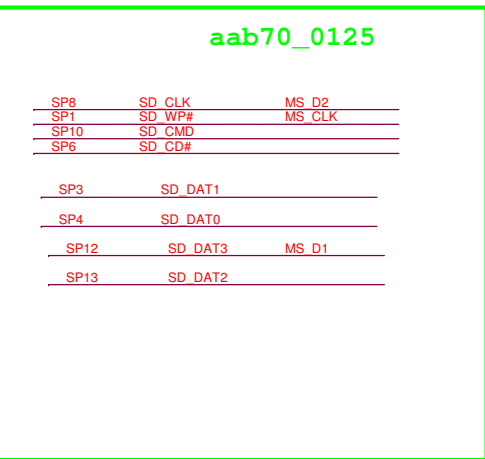 aab70_0125
SP8 SD_CLK MS_D2
SP1 SD_WP# MS_CLK
SP10 SD_CMD
SP6 SD_CD#
SP3 SD_DAT1
SP4 SD_DAT0
SP12 SD_DAT3 MS_D1
SP13 SD_DAT2